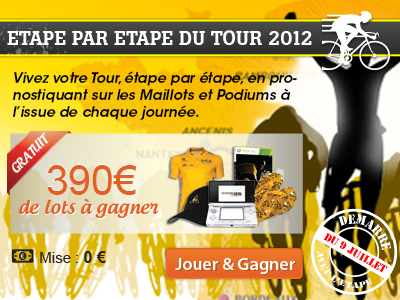 ETAPE PAR ETAPE DU TOUR 2012
Vivez votre Tour, étape par étape, en pro-
nostiquant sur les Maillots et Podiums à
l'issue de chaque journée.
ANCENIS
GRATUIT
390€
de lots à gagner
DEMARRE
DU 9 JUILLET
Mise : 0 €
Jouer & Gagner
BORDEAUX